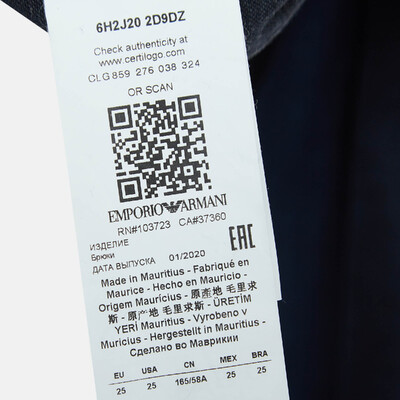 6H2J20 2D9DZ
Check authenticity at
www.certilogo.com
CLG 859 276 038 324
OR SCAN
EMPORIO ARMANI
RN#103723 CA#37360
ИЗДЕЛИЕ
Брюки
ДАТА ВЫПУСКА 01/2020
EAC
Made in Mauritius - Fabriqué en
Maurice - Hecho en Mauricio -
Origem Maurícius - 原産地 毛里求
斯 - 原产地 毛里求斯 - ÜRETİM
YERİ Mauritius - Vyrobeno v
Muricius - Hergestellt in Mauritius -
Сделано во Маврикии
EU USA CN MEX BRA
25 25 165/58A 25 25